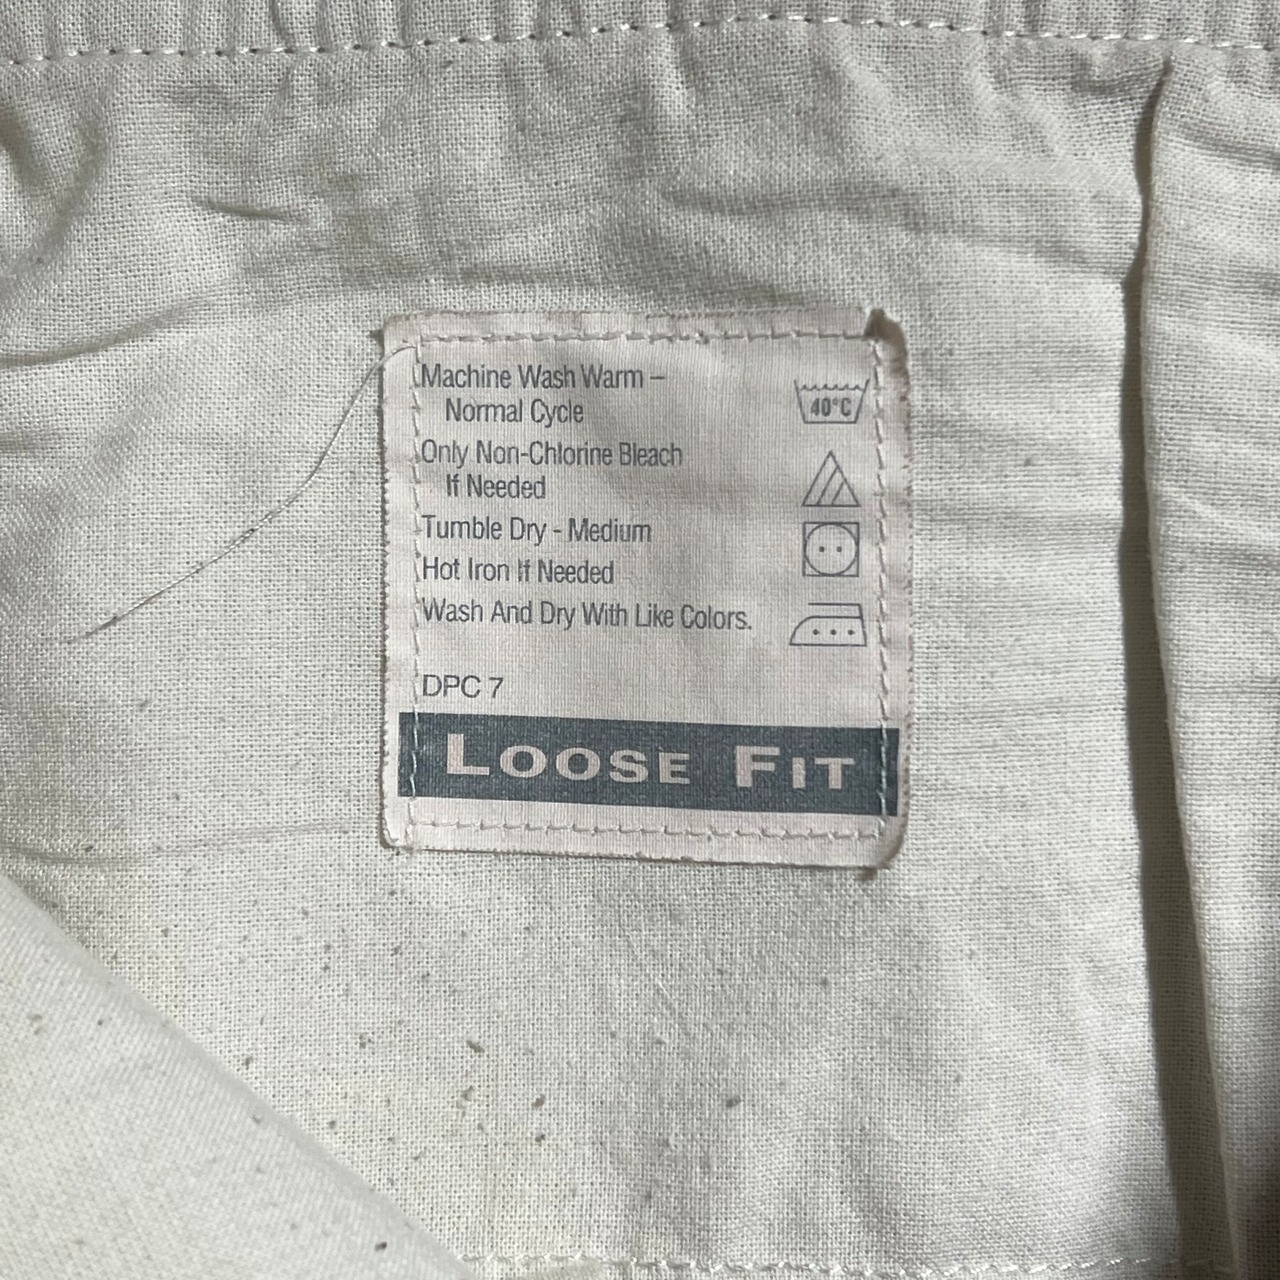 Machine Wash Warm –
Normal Cycle
40°C
Only Non-Chlorine Bleach
If Needed
Tumble Dry - Medium
Hot Iron If Needed
Wash And Dry With Like Colors.
DPC 7
LOOSE FIT